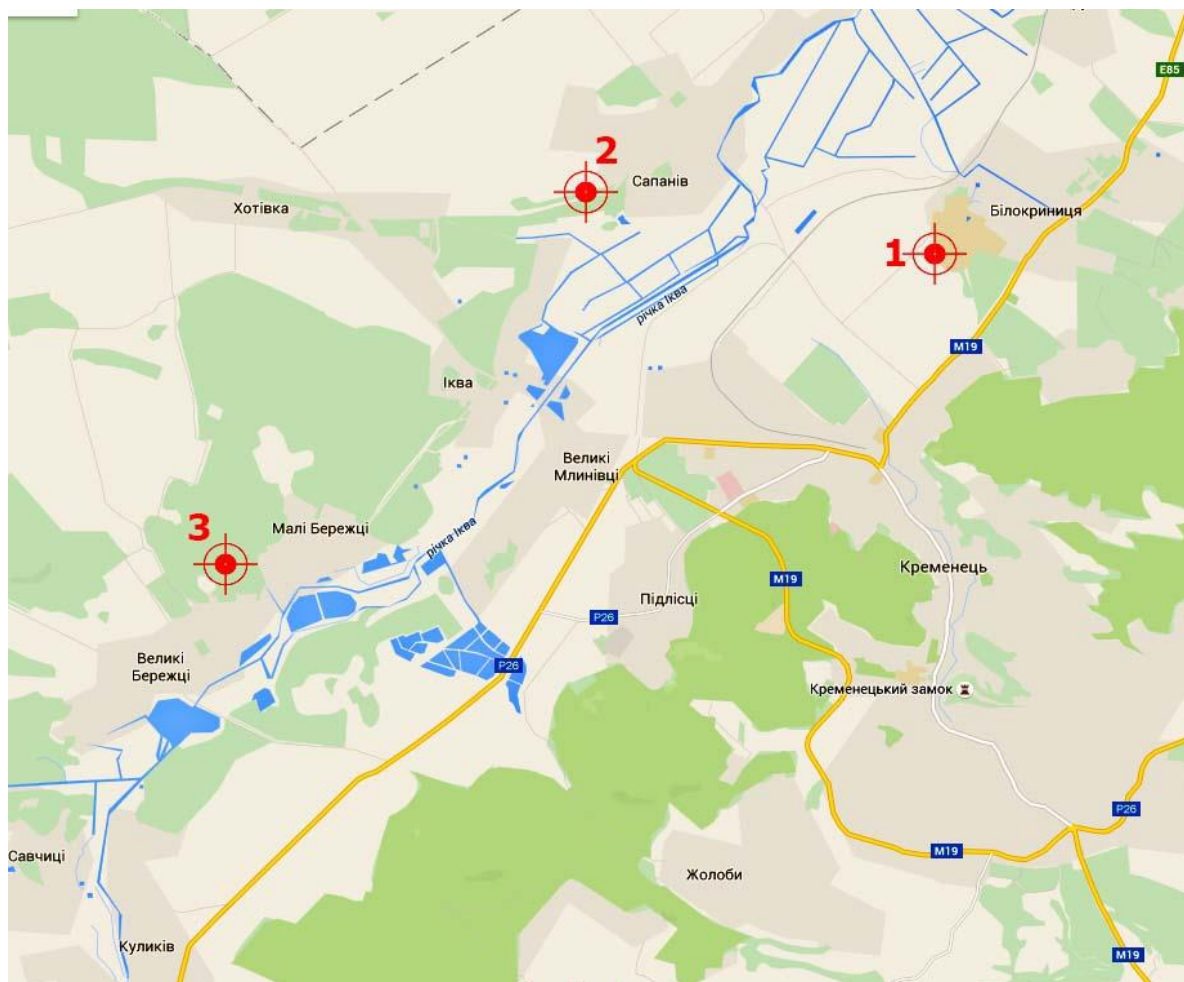 E85
2
Сапанів
Хотівка
Білокриниця
1
річка Іква
M19
Іква
Великі
Млинівці
3
Малі Бережці
річка Іква
M19
Кременець
Підлісці
P26
Великі
Бережці
P26
Кременецький замок
P26
M19
Савчиці
Жолоби
Куликів
M19